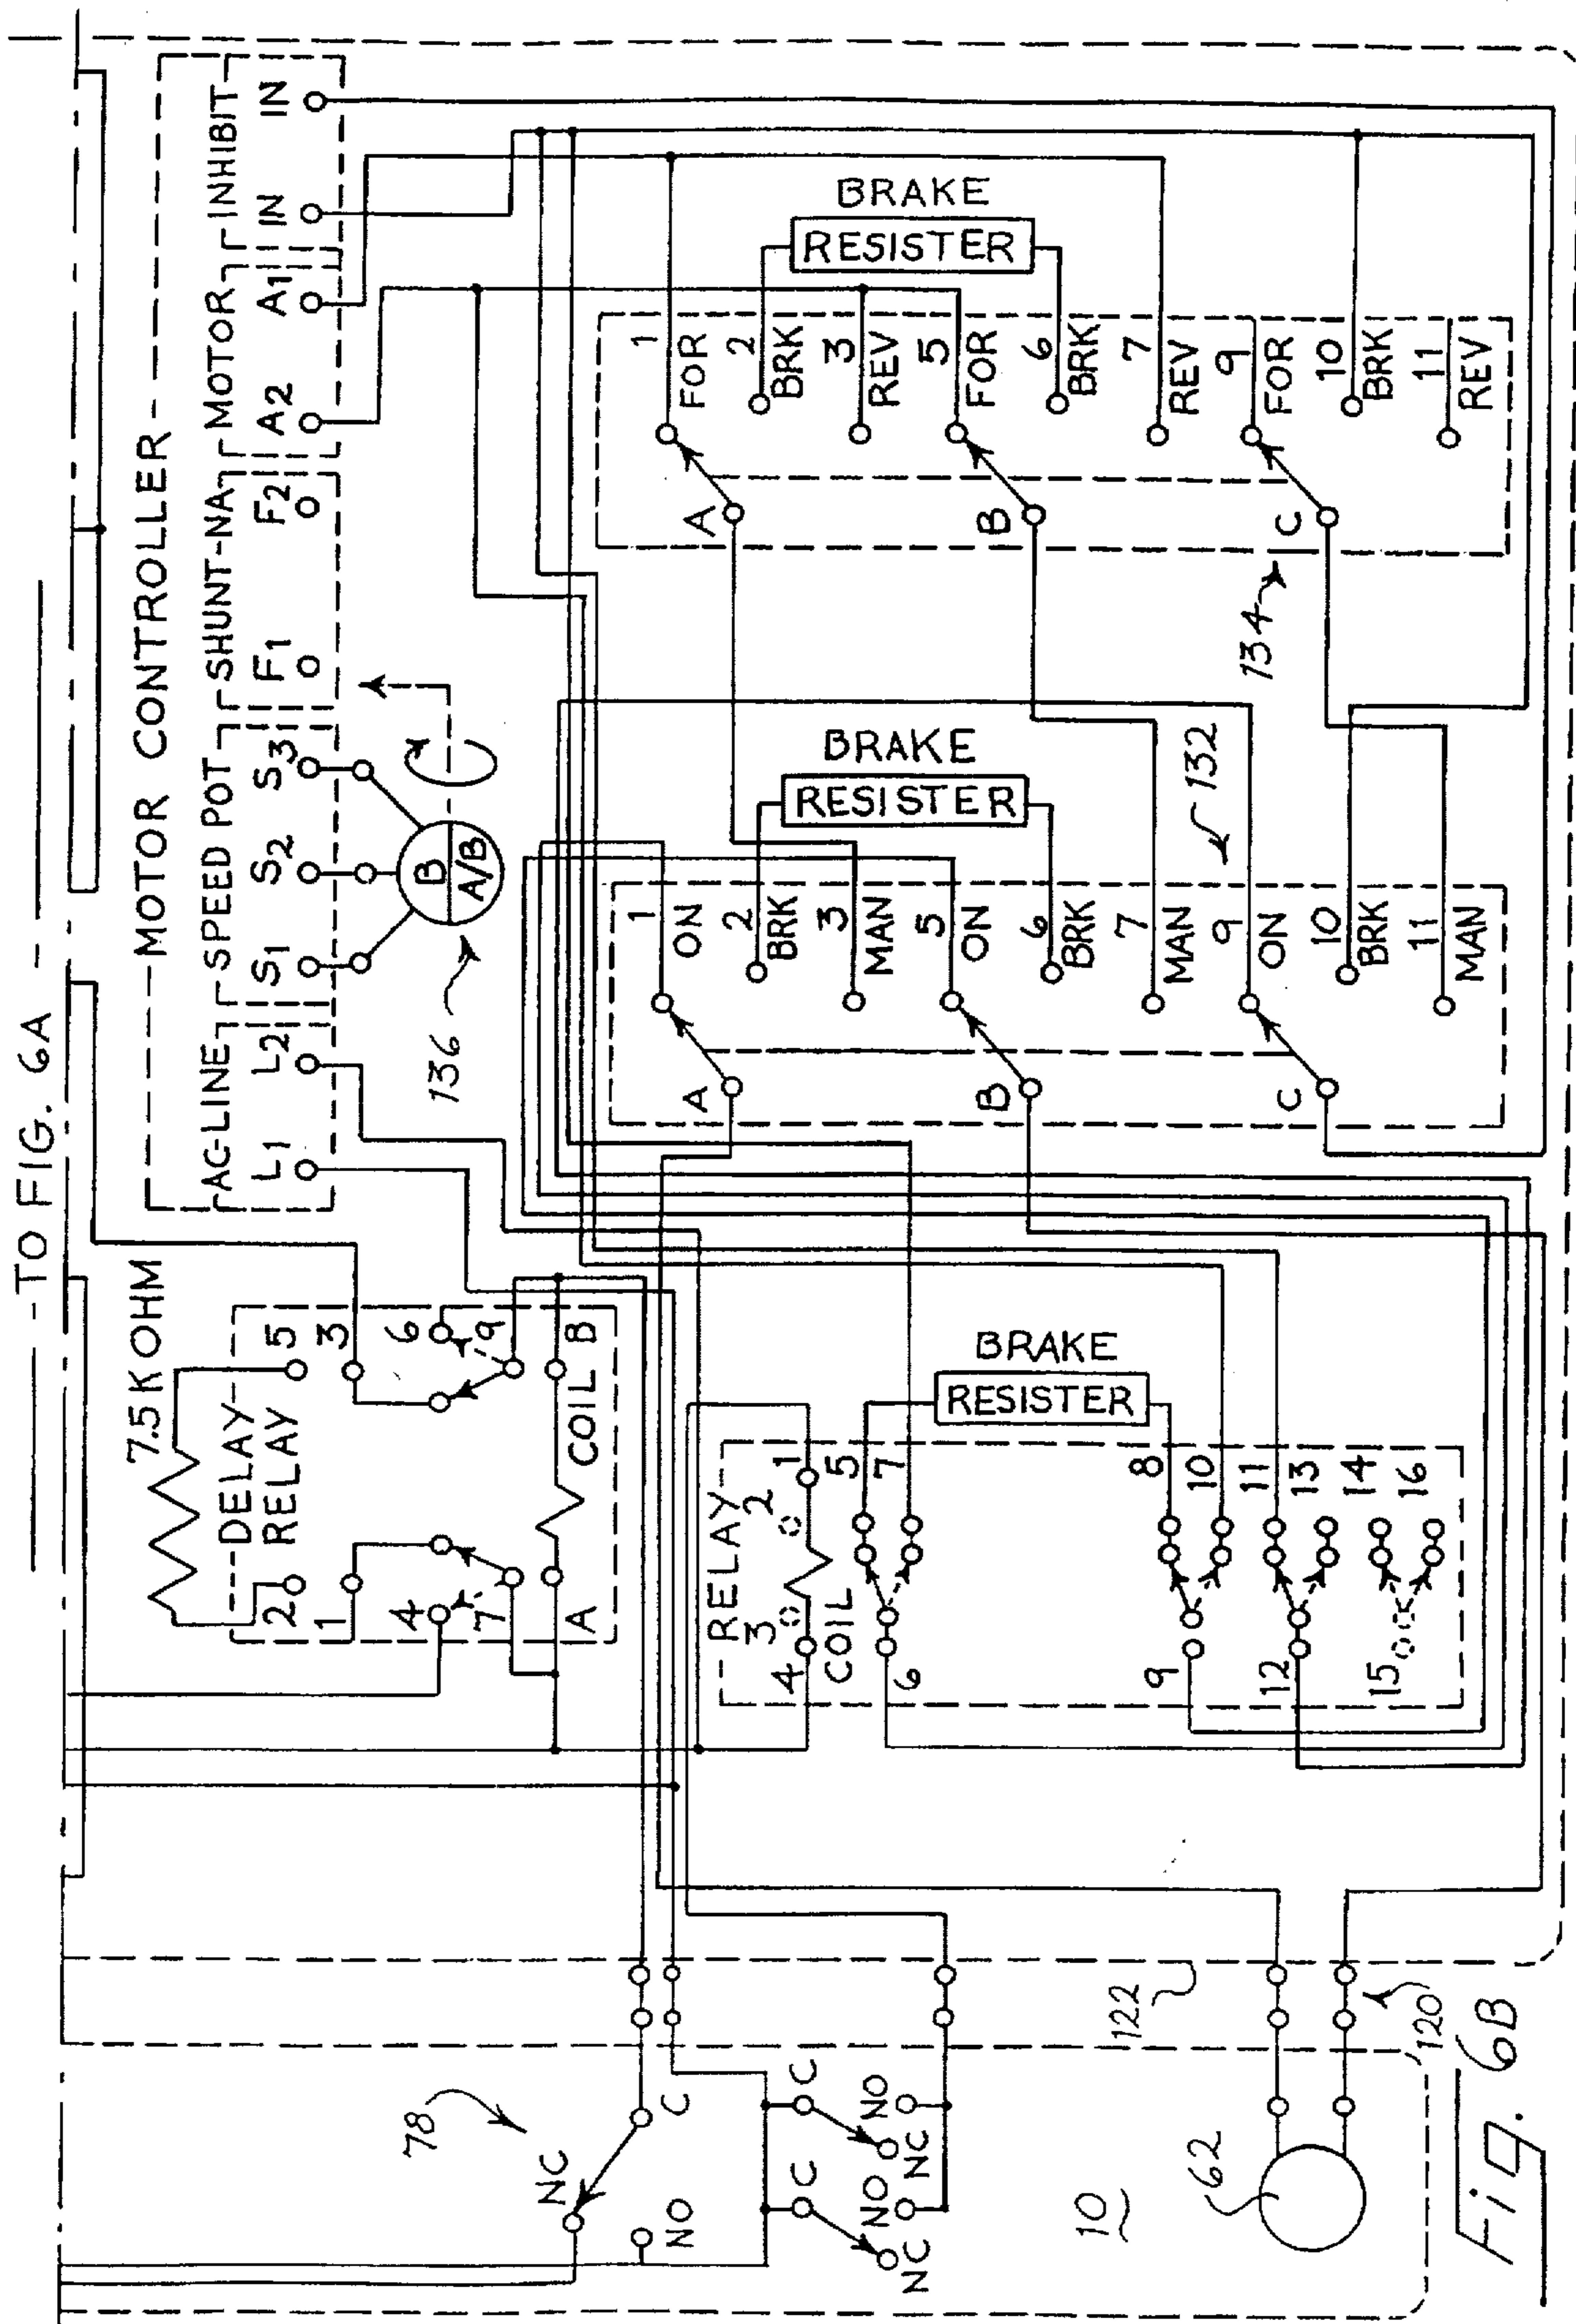 TO FIG. 6A
MOTOR CONTROLLER
AC-LINE
SPEED POT
SHUNT-NA
MOTOR
INHIBIT
L1 L2 S1 S2 S3 F1 F2 A2 A1 IN IN
B
A/B
136
7.5K OHM
DELAY
RELAY
2
5
1
3
4
6
7
9
A
COIL
B
RELAY
4
3
2
1
COIL
5
7
6
BRAKE
RESISTER
8
10
9
11
13
12
14
16
15
A
1
ON
2
BRK
3
MAN
B
5
ON
6
BRK
7
MAN
C
9
ON
10
BRK
11
MAN
BRAKE
RESISTER
132
A
1
FOR
2
BRK
3
REV
B
5
FOR
6
BRK
7
REV
C
9
FOR
10
BRK
11
REV
BRAKE
RESISTER
134
78
NC
C
NO
C
NO
NC
C
NO
NC
10
62
122
120
Fig. 6B